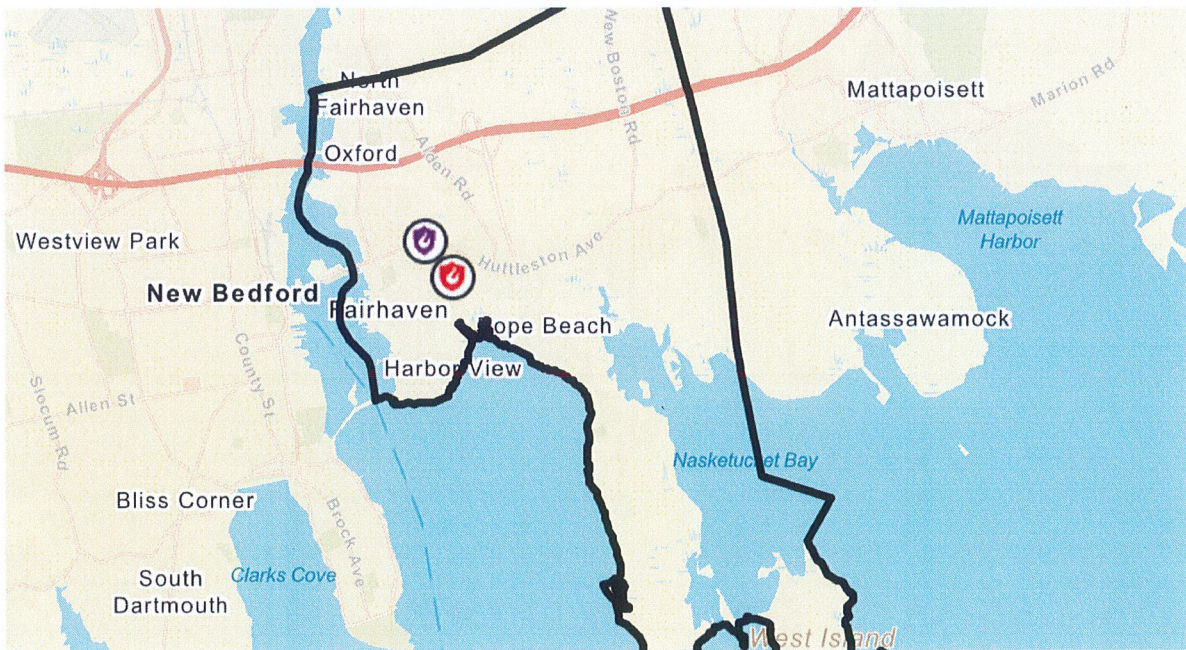 North
Fairhaven
New Boston Rd
Mattapoisett
Marion Rd
Oxford
Alden Rd
Westview Park
Mattapoisett
Harbor
Huttleston Ave
New Bedford
Fairhaven
Pope Beach
Antassawamock
County St
Harbor View
Slocum Rd
Allen St
Nasketucket Bay
Bliss Corner
Brock Ave
South
Dartmouth
Clarks Cove
West Island